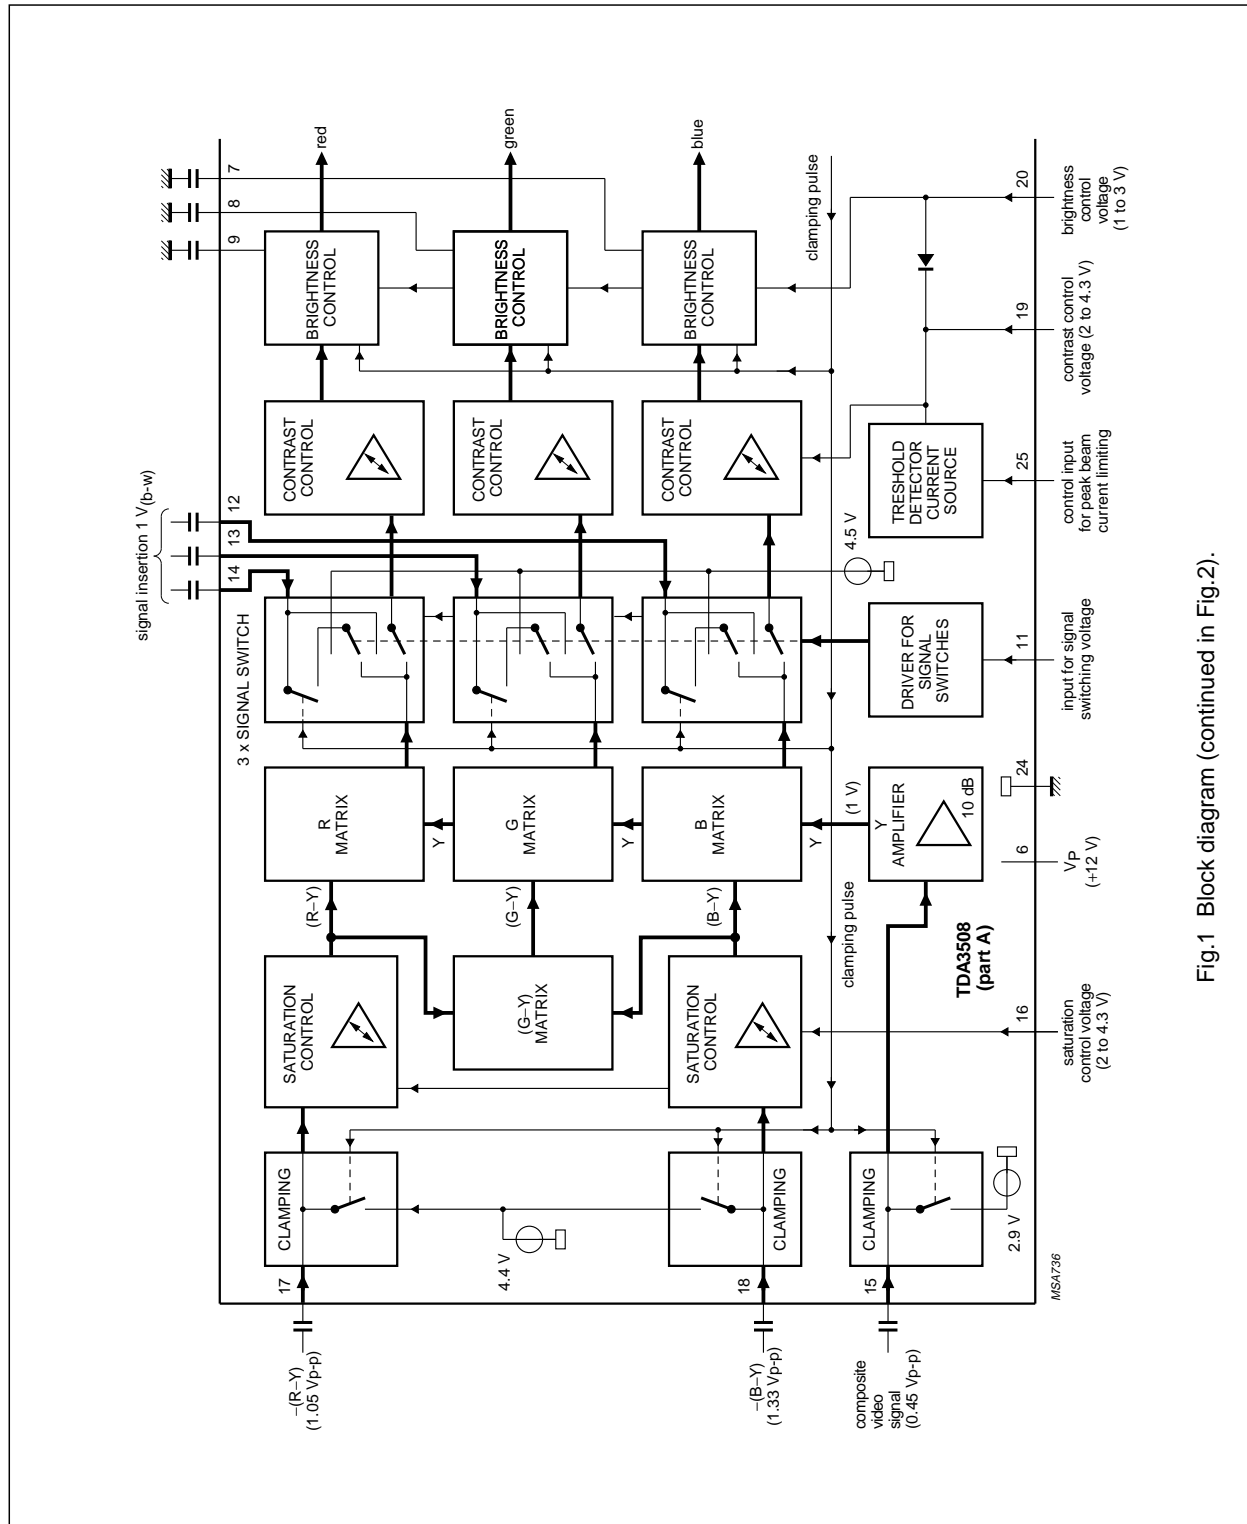 signal insertion 1 V(b-w)
14
13
12
9
8
7
3 x SIGNAL SWITCH
−(R−Y)
(1.05 Vp-p)
17
CLAMPING
SATURATION
CONTROL
(R−Y)
R
MATRIX
CONTRAST
CONTROL
BRIGHTNESS
CONTROL
red
4.4 V
(G−Y)
MATRIX
(G−Y)
Y
G
MATRIX
CONTRAST
CONTROL
BRIGHTNESS
CONTROL
green
−(B−Y)
(1.33 Vp-p)
18
CLAMPING
SATURATION
CONTROL
(B−Y)
Y
B
MATRIX
CONTRAST
CONTROL
BRIGHTNESS
CONTROL
blue
Y
(1 V)
4.5 V
clamping pulse
clamping pulse
composite
video
signal
(0.45 Vp-p)
15
CLAMPING
2.9 V
Y
AMPLIFIER
10 dB
DRIVER FOR
SIGNAL
SWITCHES
TRESHOLD
DETECTOR
CURRENT
SOURCE
TDA3508
(part A)
16
6
24
11
25
19
20
MSA736
saturation
control voltage
(2 to 4.3 V)
VP
(+12 V)
input for signal
switching voltage
control input
for peak beam
current limiting
contrast control
voltage (2 to 4.3 V)
brightness
control
voltage
(1 to 3 V)
Fig.1 Block diagram (continued in Fig.2).